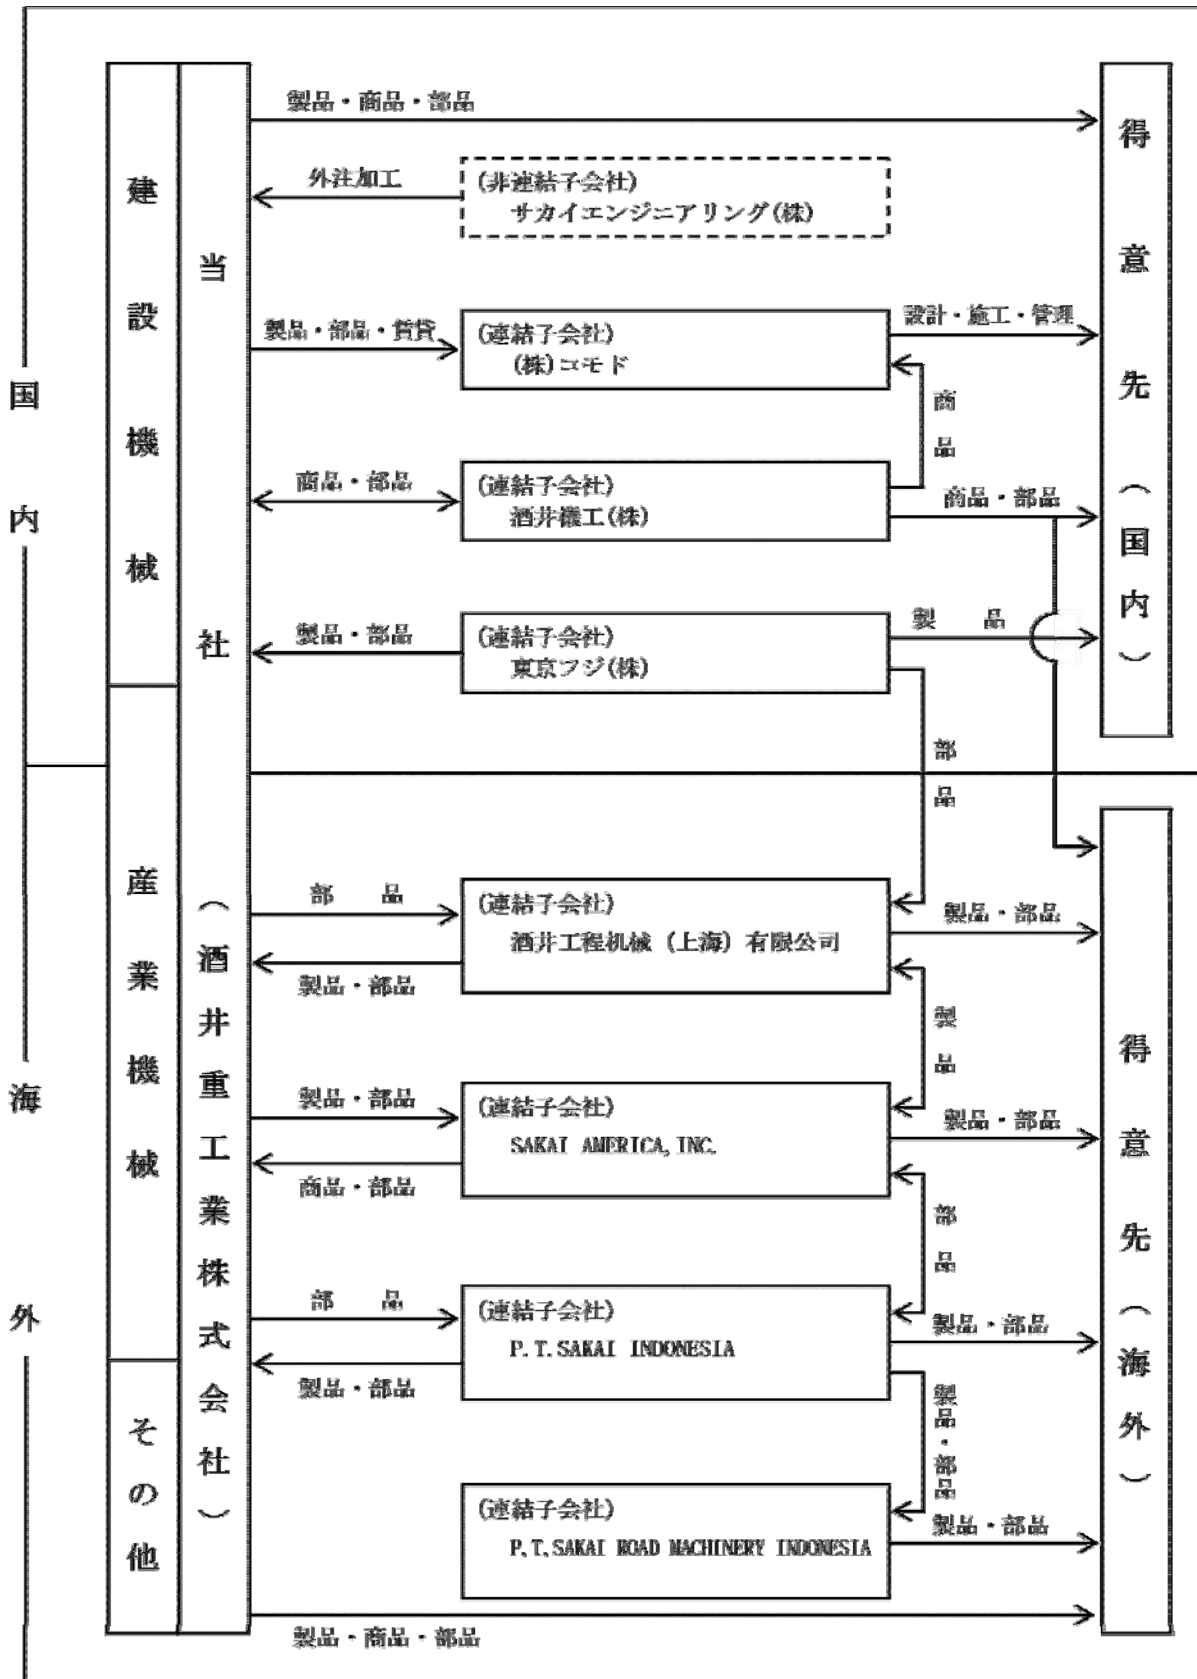 国内
海外
建設機械
産業機械
その他
当社（酒井重工業株式会社）
製品・商品・部品
外注加工
(非連結子会社)
サカイエンジニアリング(株)
製品・部品・賃貸
(連結子会社)
(株)コモド
設計・施工・管理
商品
商品・部品
(連結子会社)
酒井機工(株)
商品・部品
製品・部品
(連結子会社)
東京フジ(株)
製　品
部品
得意先（国内）
部　品
製品・部品
(連結子会社)
酒井工程机械（上海）有限公司
製品・部品
製品
製品・部品
商品・部品
(連結子会社)
SAKAI AMERICA, INC.
製品・部品
部品
部　品
製品・部品
(連結子会社)
P.T.SAKAI INDONESIA
製品・部品
製品・部品
(連結子会社)
P.T.SAKAI ROAD MACHINERY INDONESIA
製品・部品
製品・商品・部品
得意先（海外）